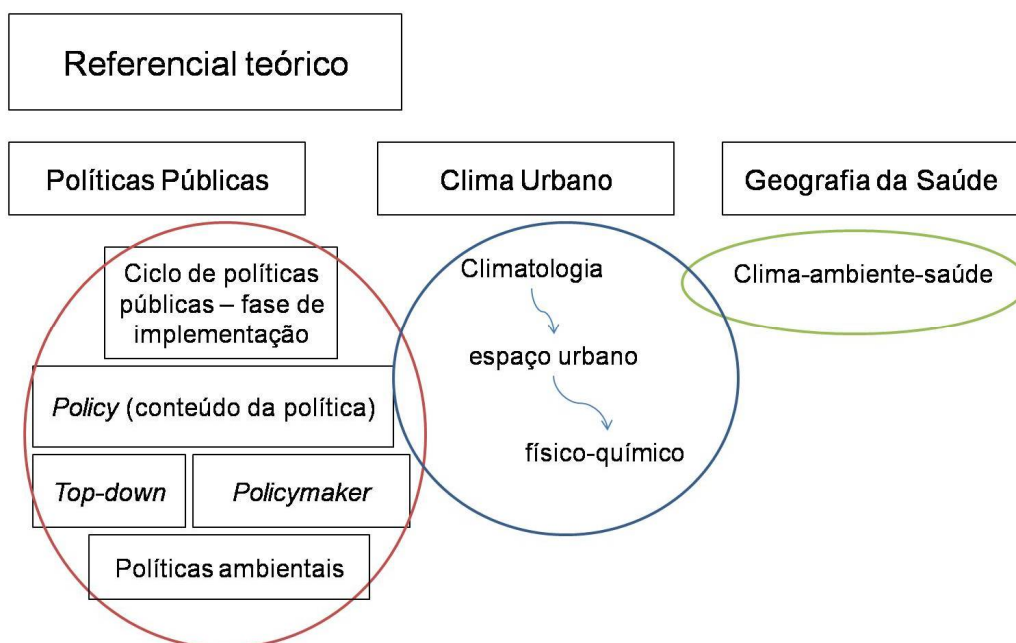 Referencial teórico
Políticas Públicas
Clima Urbano
Geografia da Saúde
Ciclo de políticas
públicas – fase de
implementação
Policy (conteúdo da política)
Top-down
Policymaker
Políticas ambientais
Climatologia
espaço urbano
físico-químico
Clima-ambiente-saúde